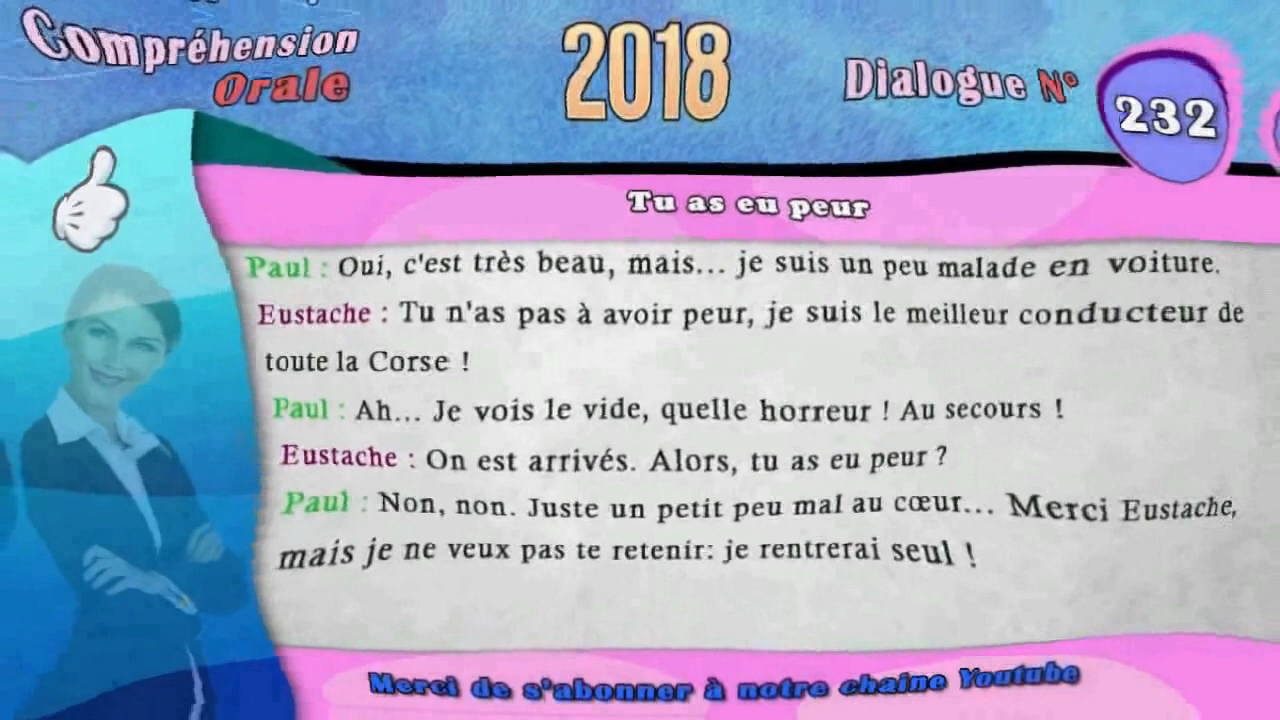 Compréhension
Orale
2018
Dialogue N°
232
Tu as eu peur
Paul : Oui, c'est très beau, mais... je suis un peu malade en voiture.
Eustache : Tu n'as pas à avoir peur, je suis le meilleur conducteur de
toute la Corse !
Paul : Ah... Je vois le vide, quelle horreur ! Au secours !
Eustache : On est arrivés. Alors, tu as eu peur ?
Paul : Non, non. Juste un petit peu mal au cœur... Merci Eustache,
mais je ne veux pas te retenir: je rentrerai seul !
Merci de s'abonner à notre chaine Youtube